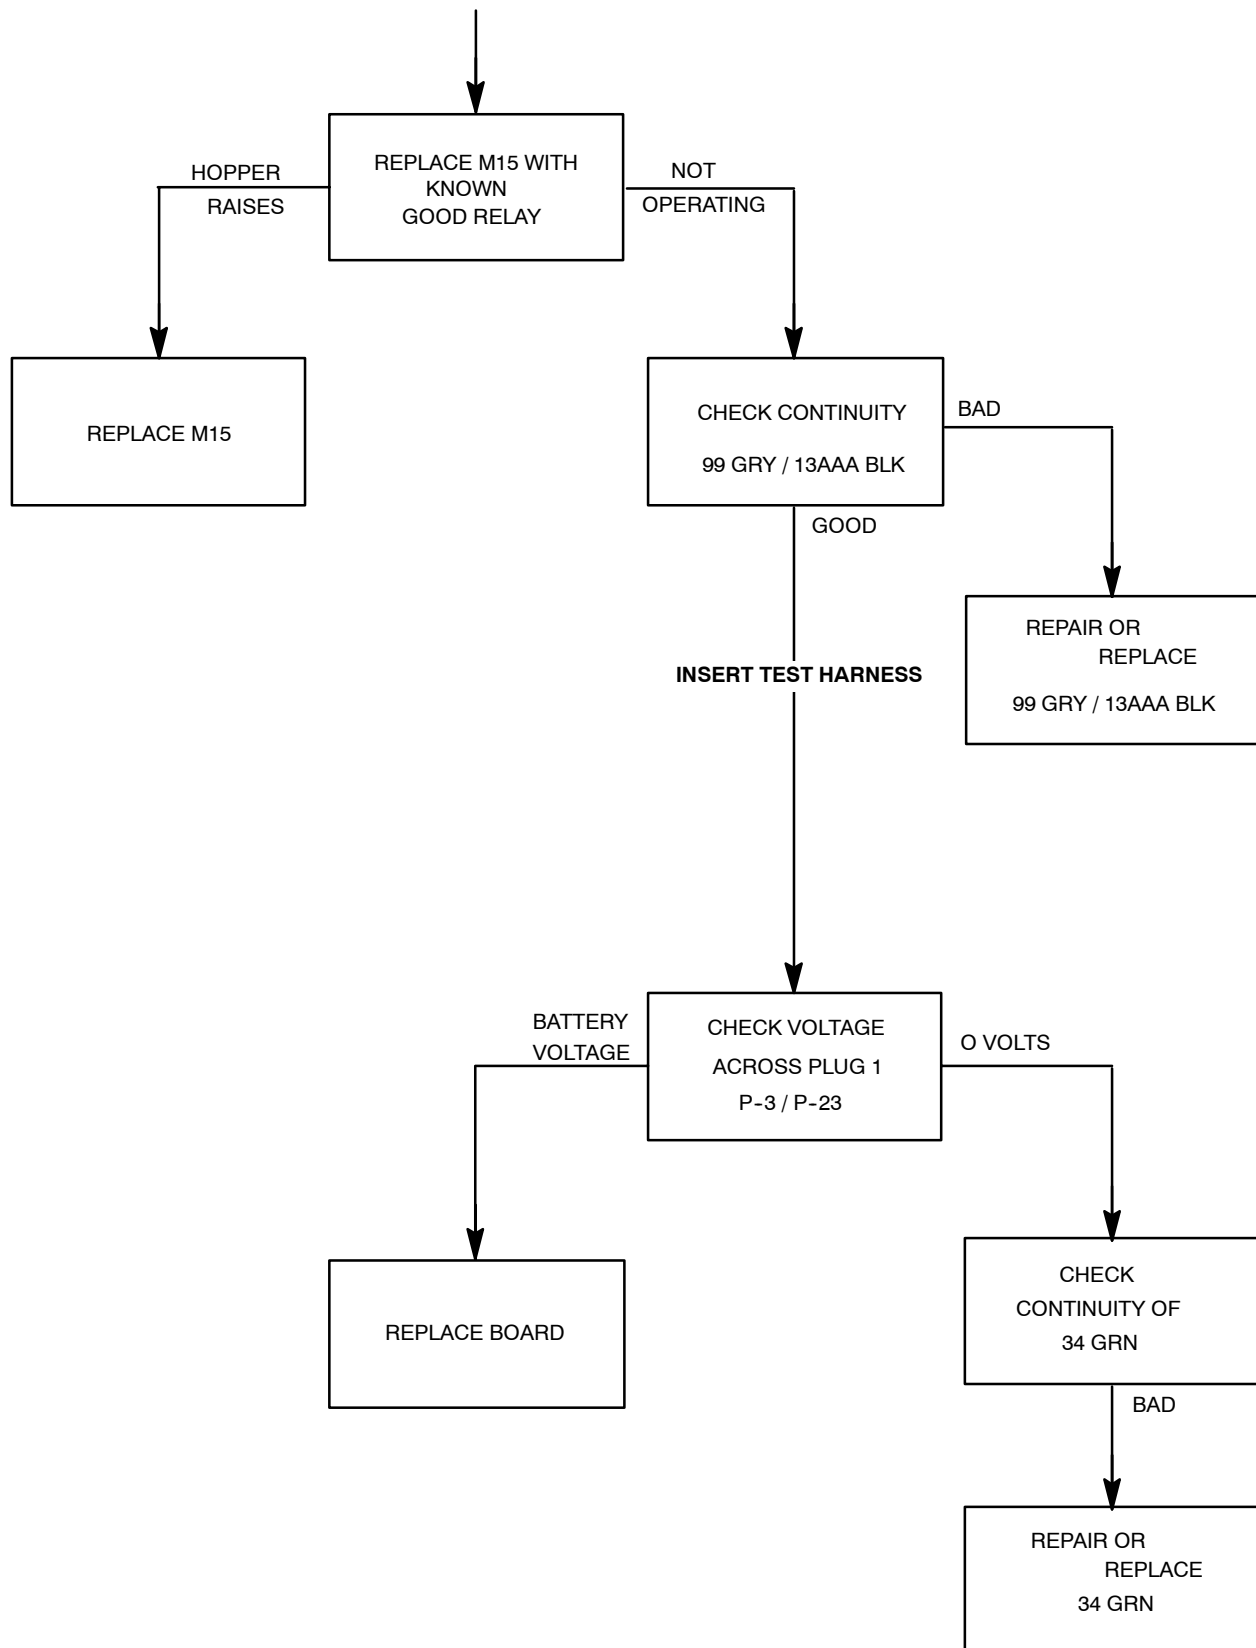 REPLACE M15 WITH
KNOWN
GOOD RELAY
HOPPER
RAISES
NOT
OPERATING
REPLACE M15
CHECK CONTINUITY
99 GRY / 13AAA BLK
BAD
GOOD
REPAIR OR
REPLACE
99 GRY / 13AAA BLK
INSERT TEST HARNESS
CHECK VOLTAGE
ACROSS PLUG 1
P-3 / P-23
BATTERY
VOLTAGE
O VOLTS
REPLACE BOARD
CHECK
CONTINUITY OF
34 GRN
BAD
REPAIR OR
REPLACE
34 GRN